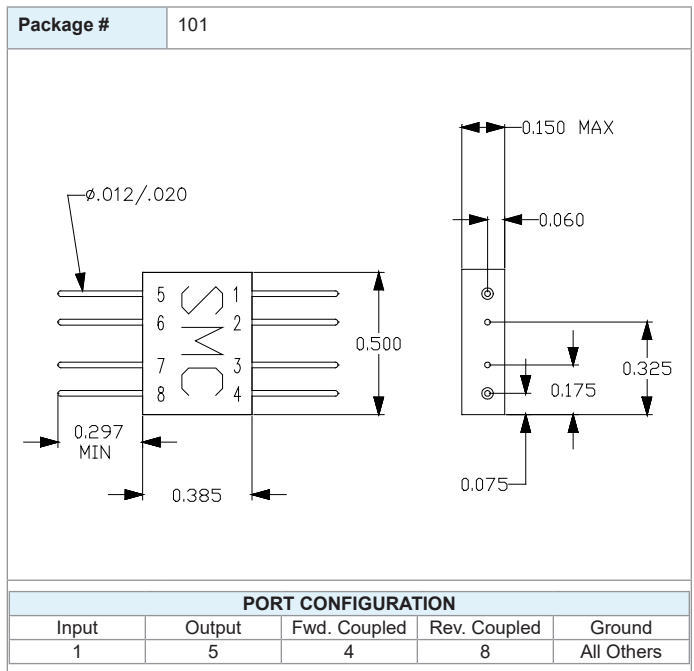 Package # 101
0.150 MAX
ø.012/.020
0.060
5 SMC 1
6 2
0.500
7 3
0.325
8 4
0.175
0.297
MIN
0.385
0.075
PORT CONFIGURATION
Input Output Fwd. Coupled Rev. Coupled Ground
1 5 4 8 All Others